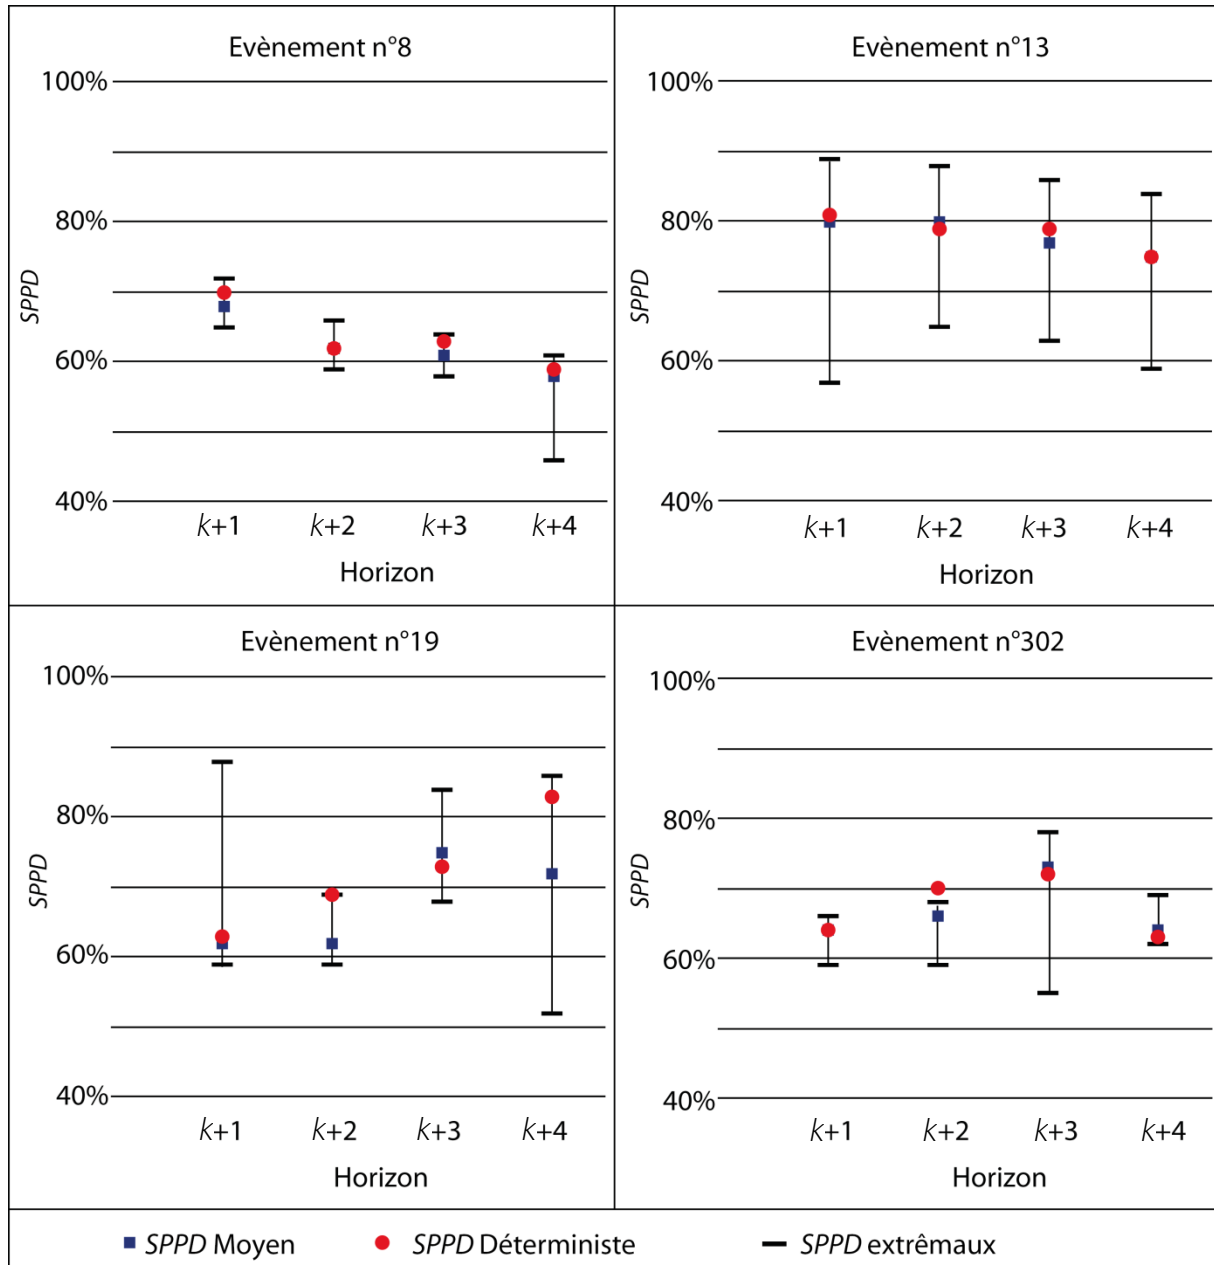 Evènement n°8
100%
80%
60%
40%
SPPD
k+1 k+2 k+3 k+4
Horizon
Evènement n°13
100%
80%
60%
40%
SPPD
k+1 k+2 k+3 k+4
Horizon
Evènement n°19
100%
80%
60%
40%
SPPD
k+1 k+2 k+3 k+4
Horizon
Evènement n°302
100%
80%
60%
40%
SPPD
k+1 k+2 k+3 k+4
Horizon
SPPD Moyen SPPD Déterministe SPPD extrêmaux